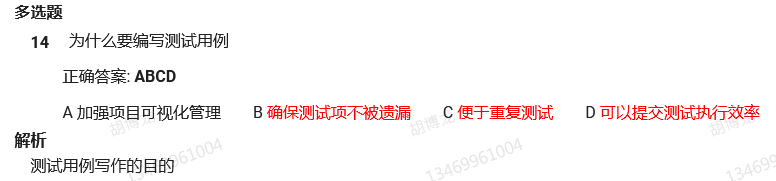 多选题
14 为什么要编写测试用例
正确答案: ABCD
A 加强项目可视化管理 B 确保测试项不被遗漏 C 便于重复测试 D 可以提交测试执行效率
解析
测试用例写作的目的
13469961004
13469961004